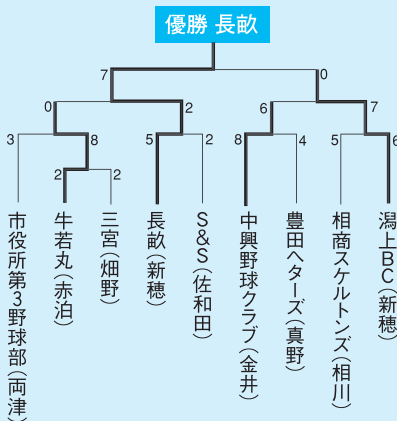 優勝 長畝
7
0
0
2
6
7
3
8
5
2
8
4
5
6
2
2
市役所第3野球部(両津)
牛若丸(赤泊)
三宮(畑野)
長畝(新穂)
S&S(佐和田)
中興野球クラブ(金井)
豊田ヘターズ(真野)
相商スケルトンズ(相川)
潟上BC(新穂)